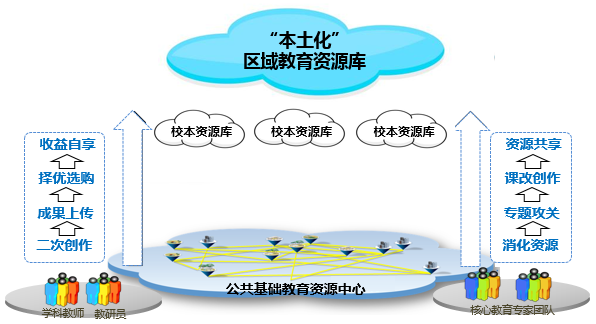 “本土化”
区域教育资源库
校本资源库
校本资源库
校本资源库
收益自享
择优选购
成果上传
二次创作
资源共享
课改创作
专题攻关
消化资源
公共基础教育资源中心
学科教师
教研员
核心教育专家团队